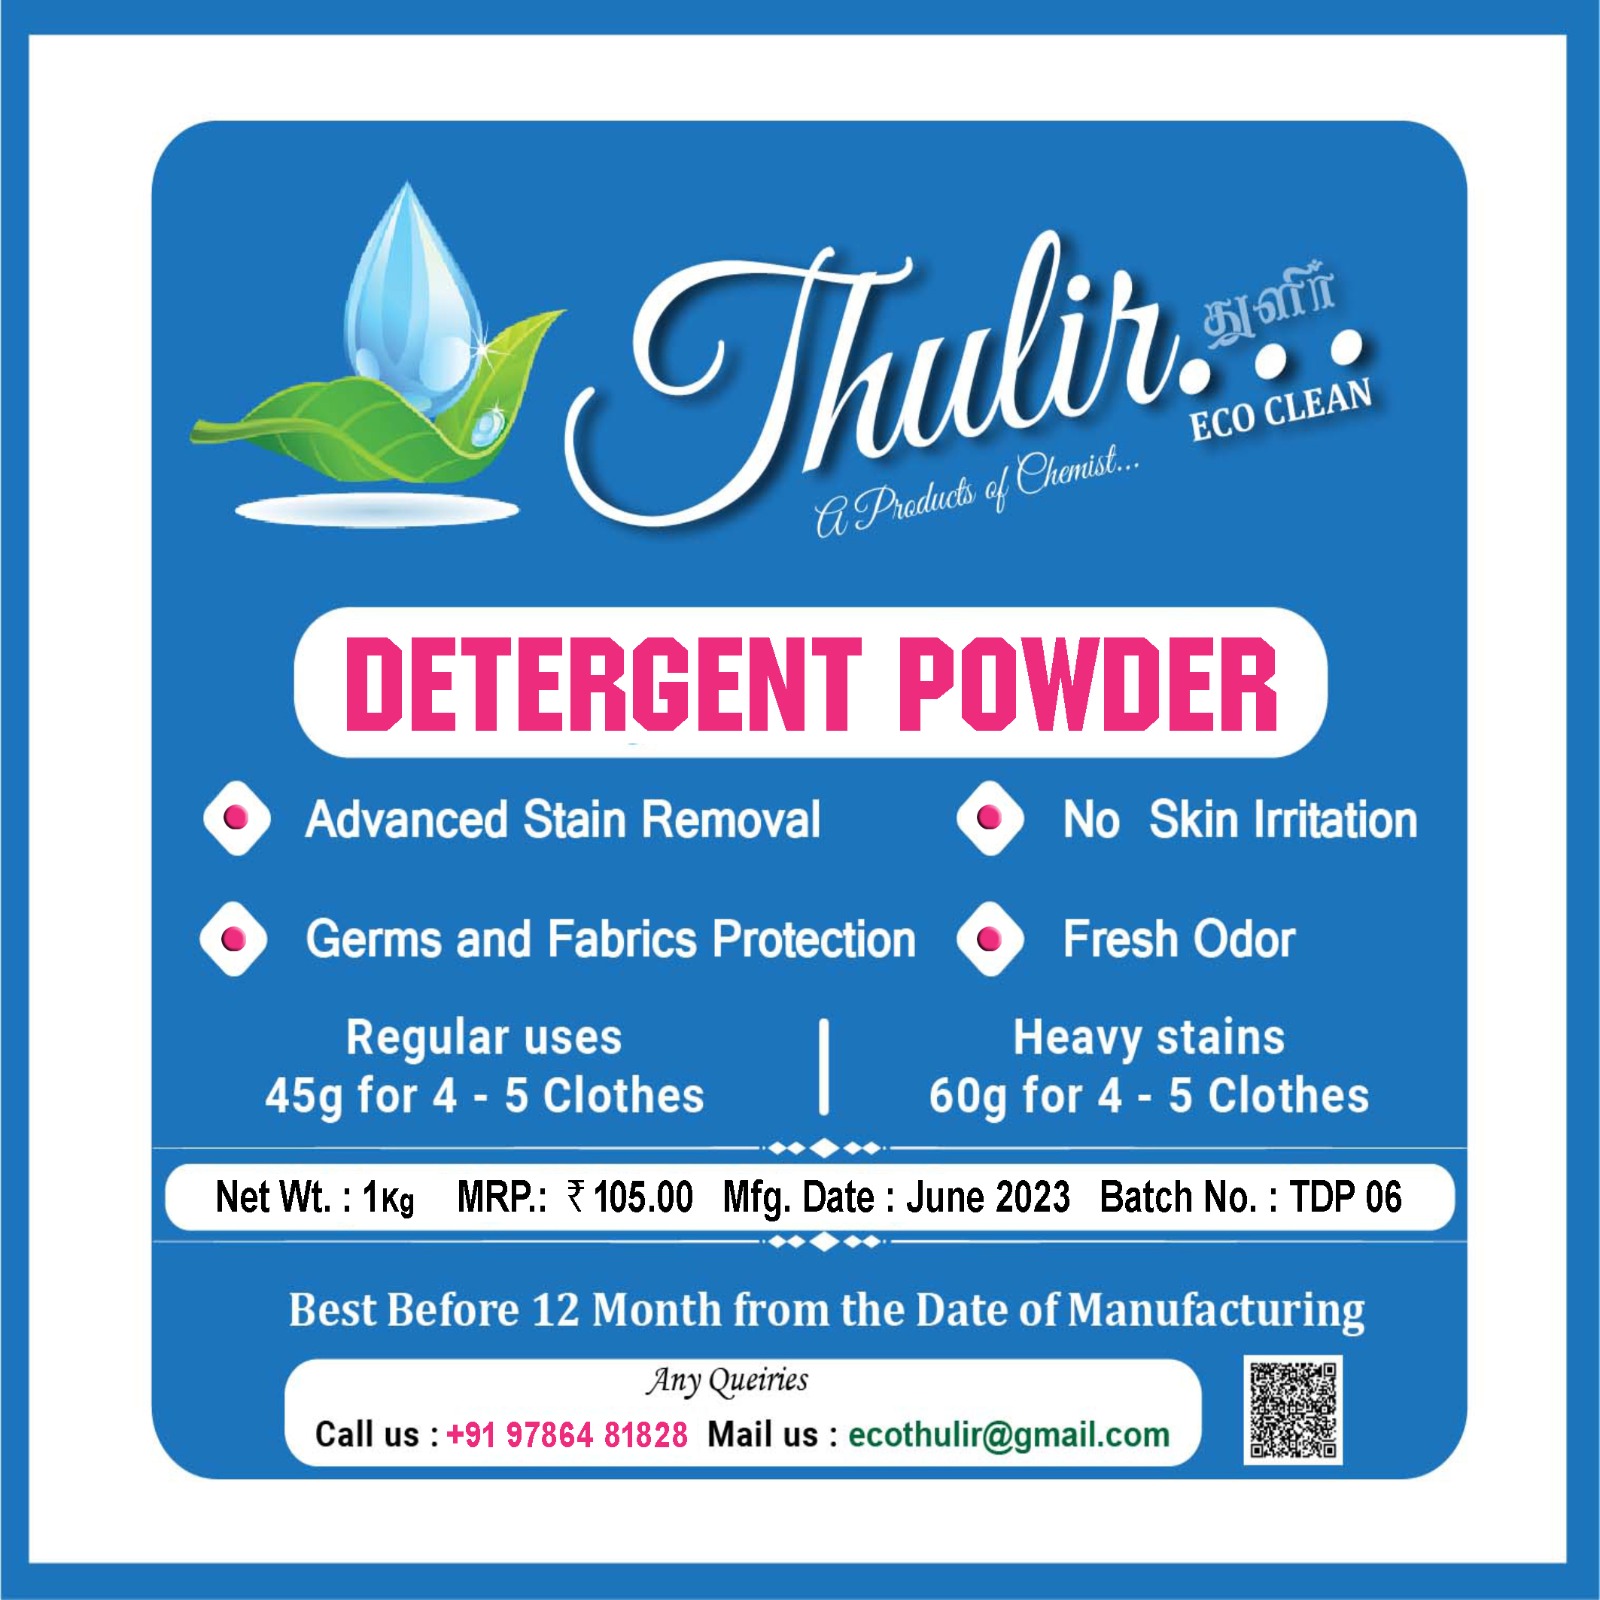 Thulir...
துளிர்
ECO CLEAN
A Products of Chemist...
DETERGENT POWDER
Advanced Stain Removal
No Skin Irritation
Germs and Fabrics Protection
Fresh Odor
Regular uses
45g for 4 - 5 Clothes
Heavy stains
60g for 4 - 5 Clothes
Net Wt. : 1Kg MRP.: ₹ 105.00 Mfg. Date : June 2023 Batch No. : TDP 06
Best Before 12 Month from the Date of Manufacturing
Any Queiries
Call us : +91 97864 81828 Mail us : ecothulir@gmail.com